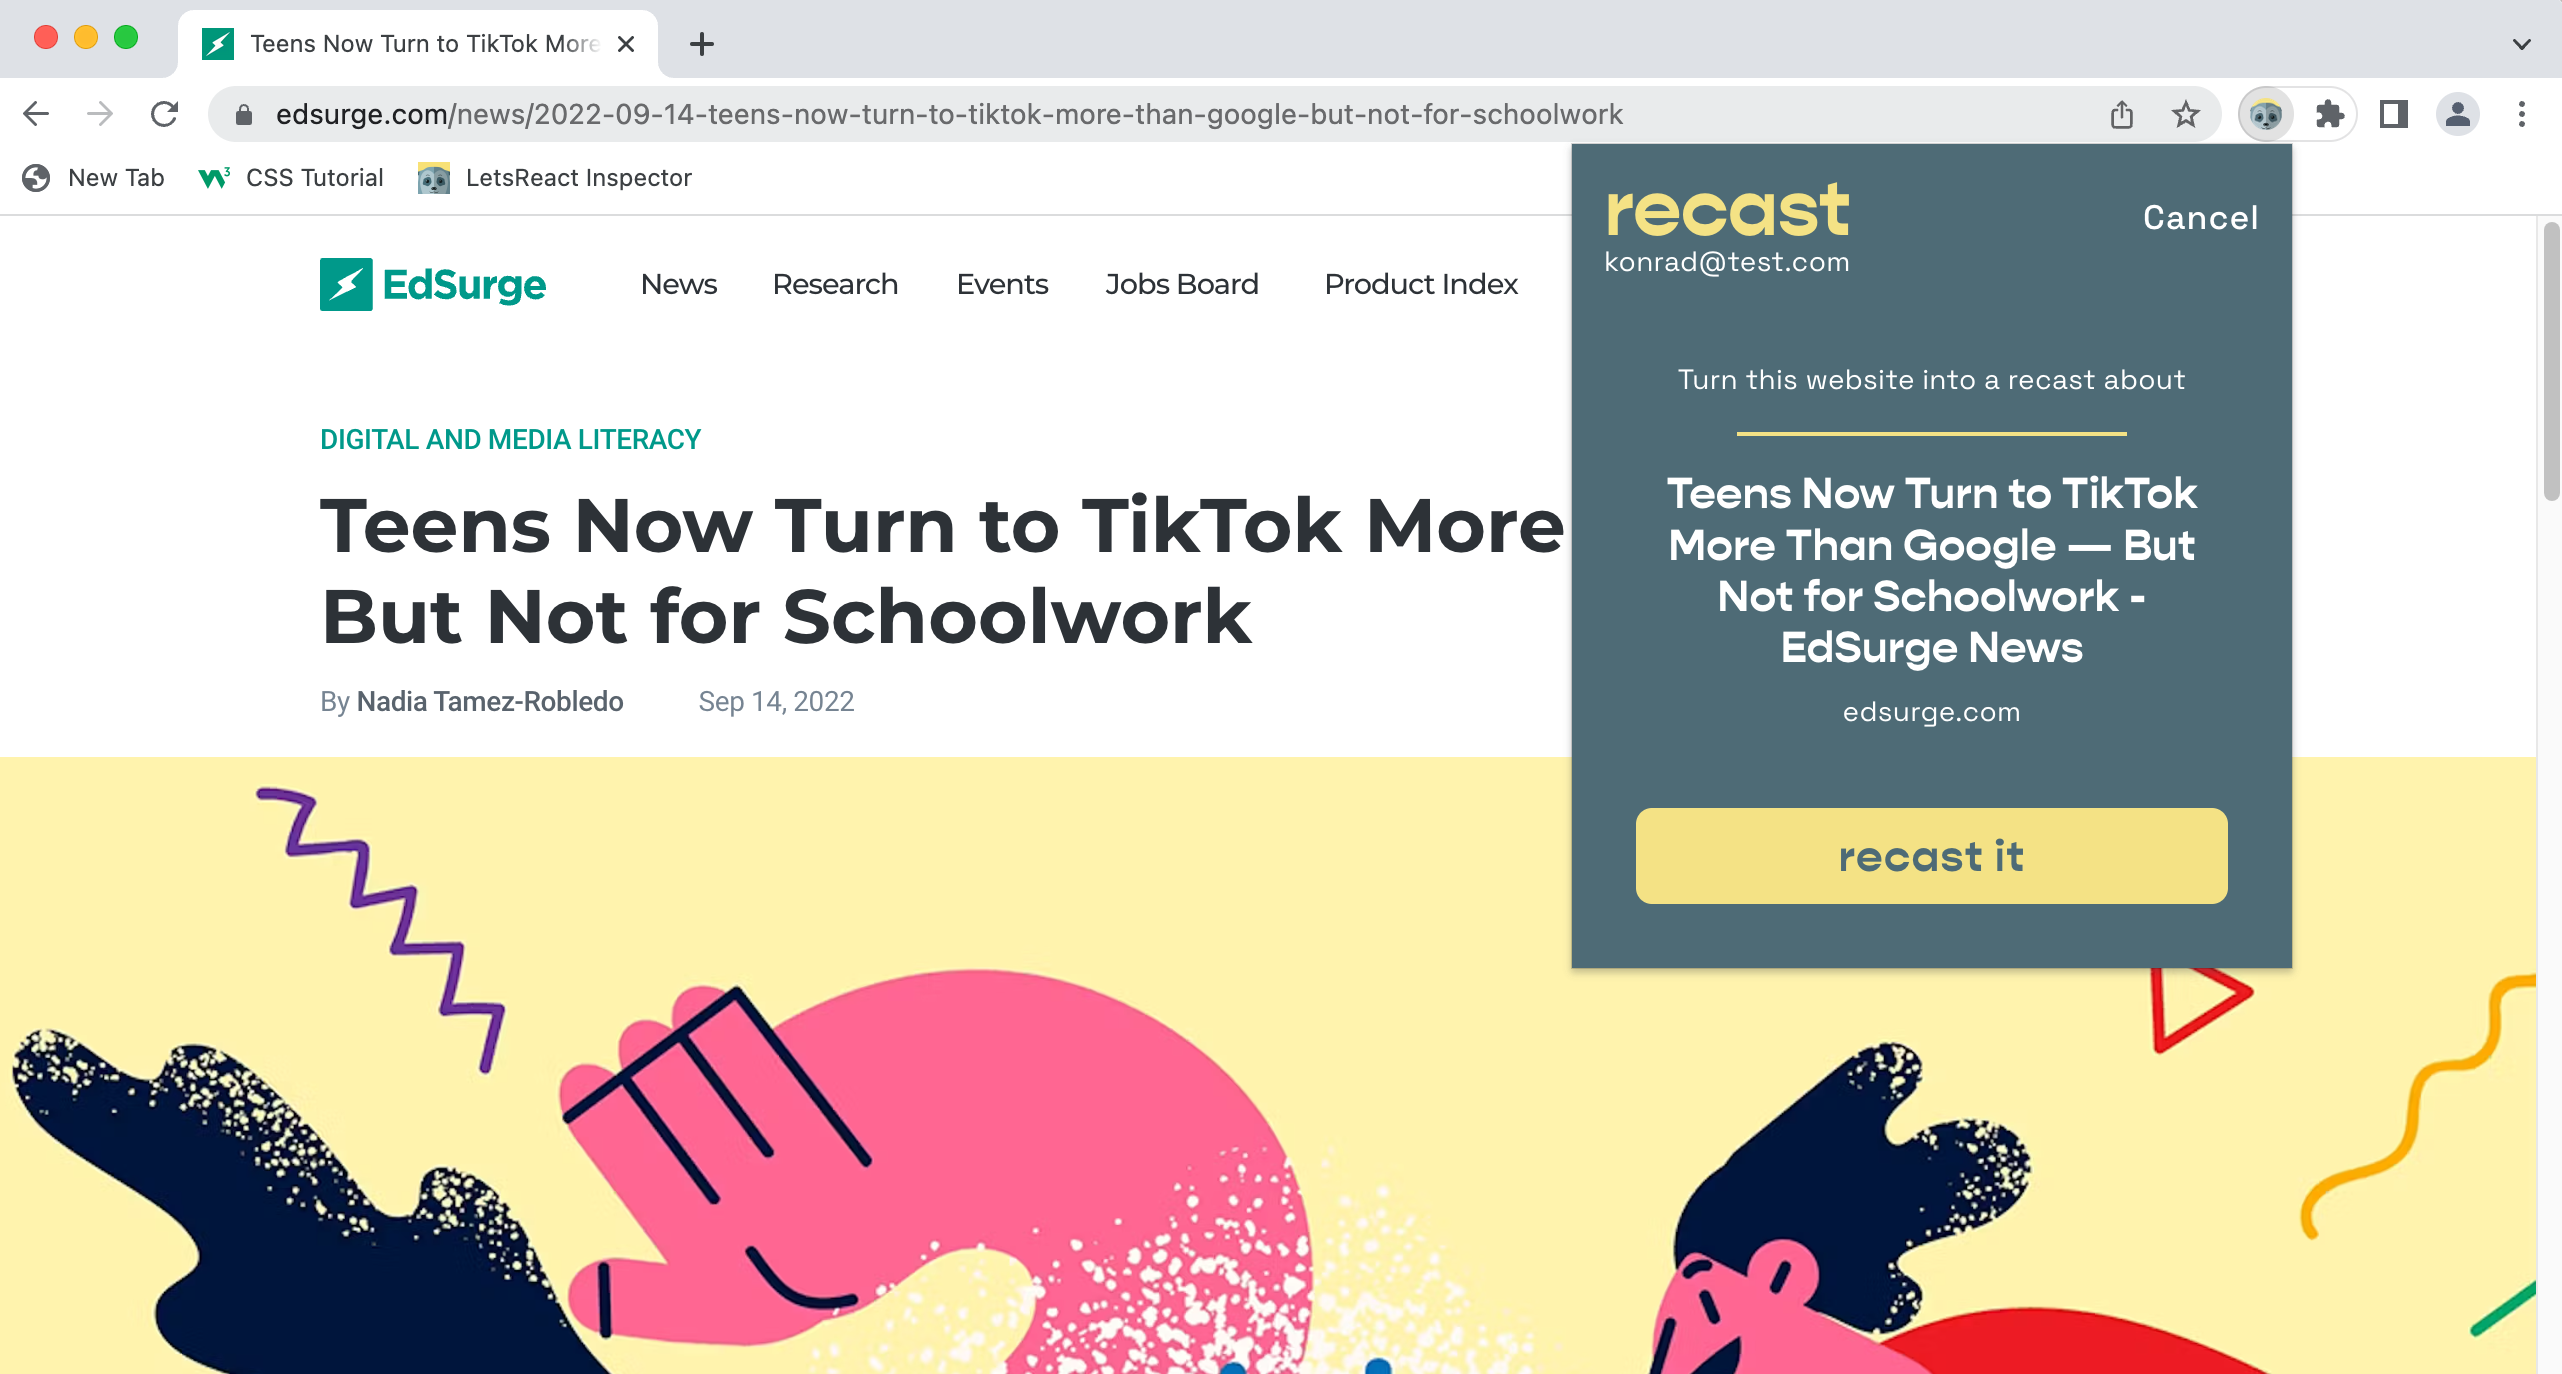 Teens Now Turn to TikTok More
edsurge.com/news/2022-09-14-teens-now-turn-to-tiktok-more-than-google-but-not-for-schoolwork
New Tab
CSS Tutorial
LetsReact Inspector
EdSurge
News
Research
Events
Jobs Board
Product Index
DIGITAL AND MEDIA LITERACY
Teens Now Turn to TikTok More
But Not for Schoolwork
By Nadia Tamez-Robledo
Sep 14, 2022
recast
Cancel
konrad@test.com
Turn this website into a recast about
Teens Now Turn to TikTok
More Than Google — But
Not for Schoolwork -
EdSurge News
edsurge.com
recast it